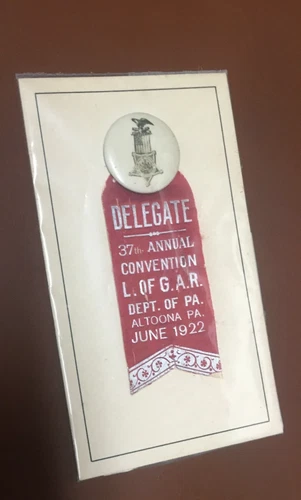 DELEGATE
37th ANNUAL
CONVENTION
L. OF G.A.R.
DEPT. OF PA.
ALTOONA PA.
JUNE 1922